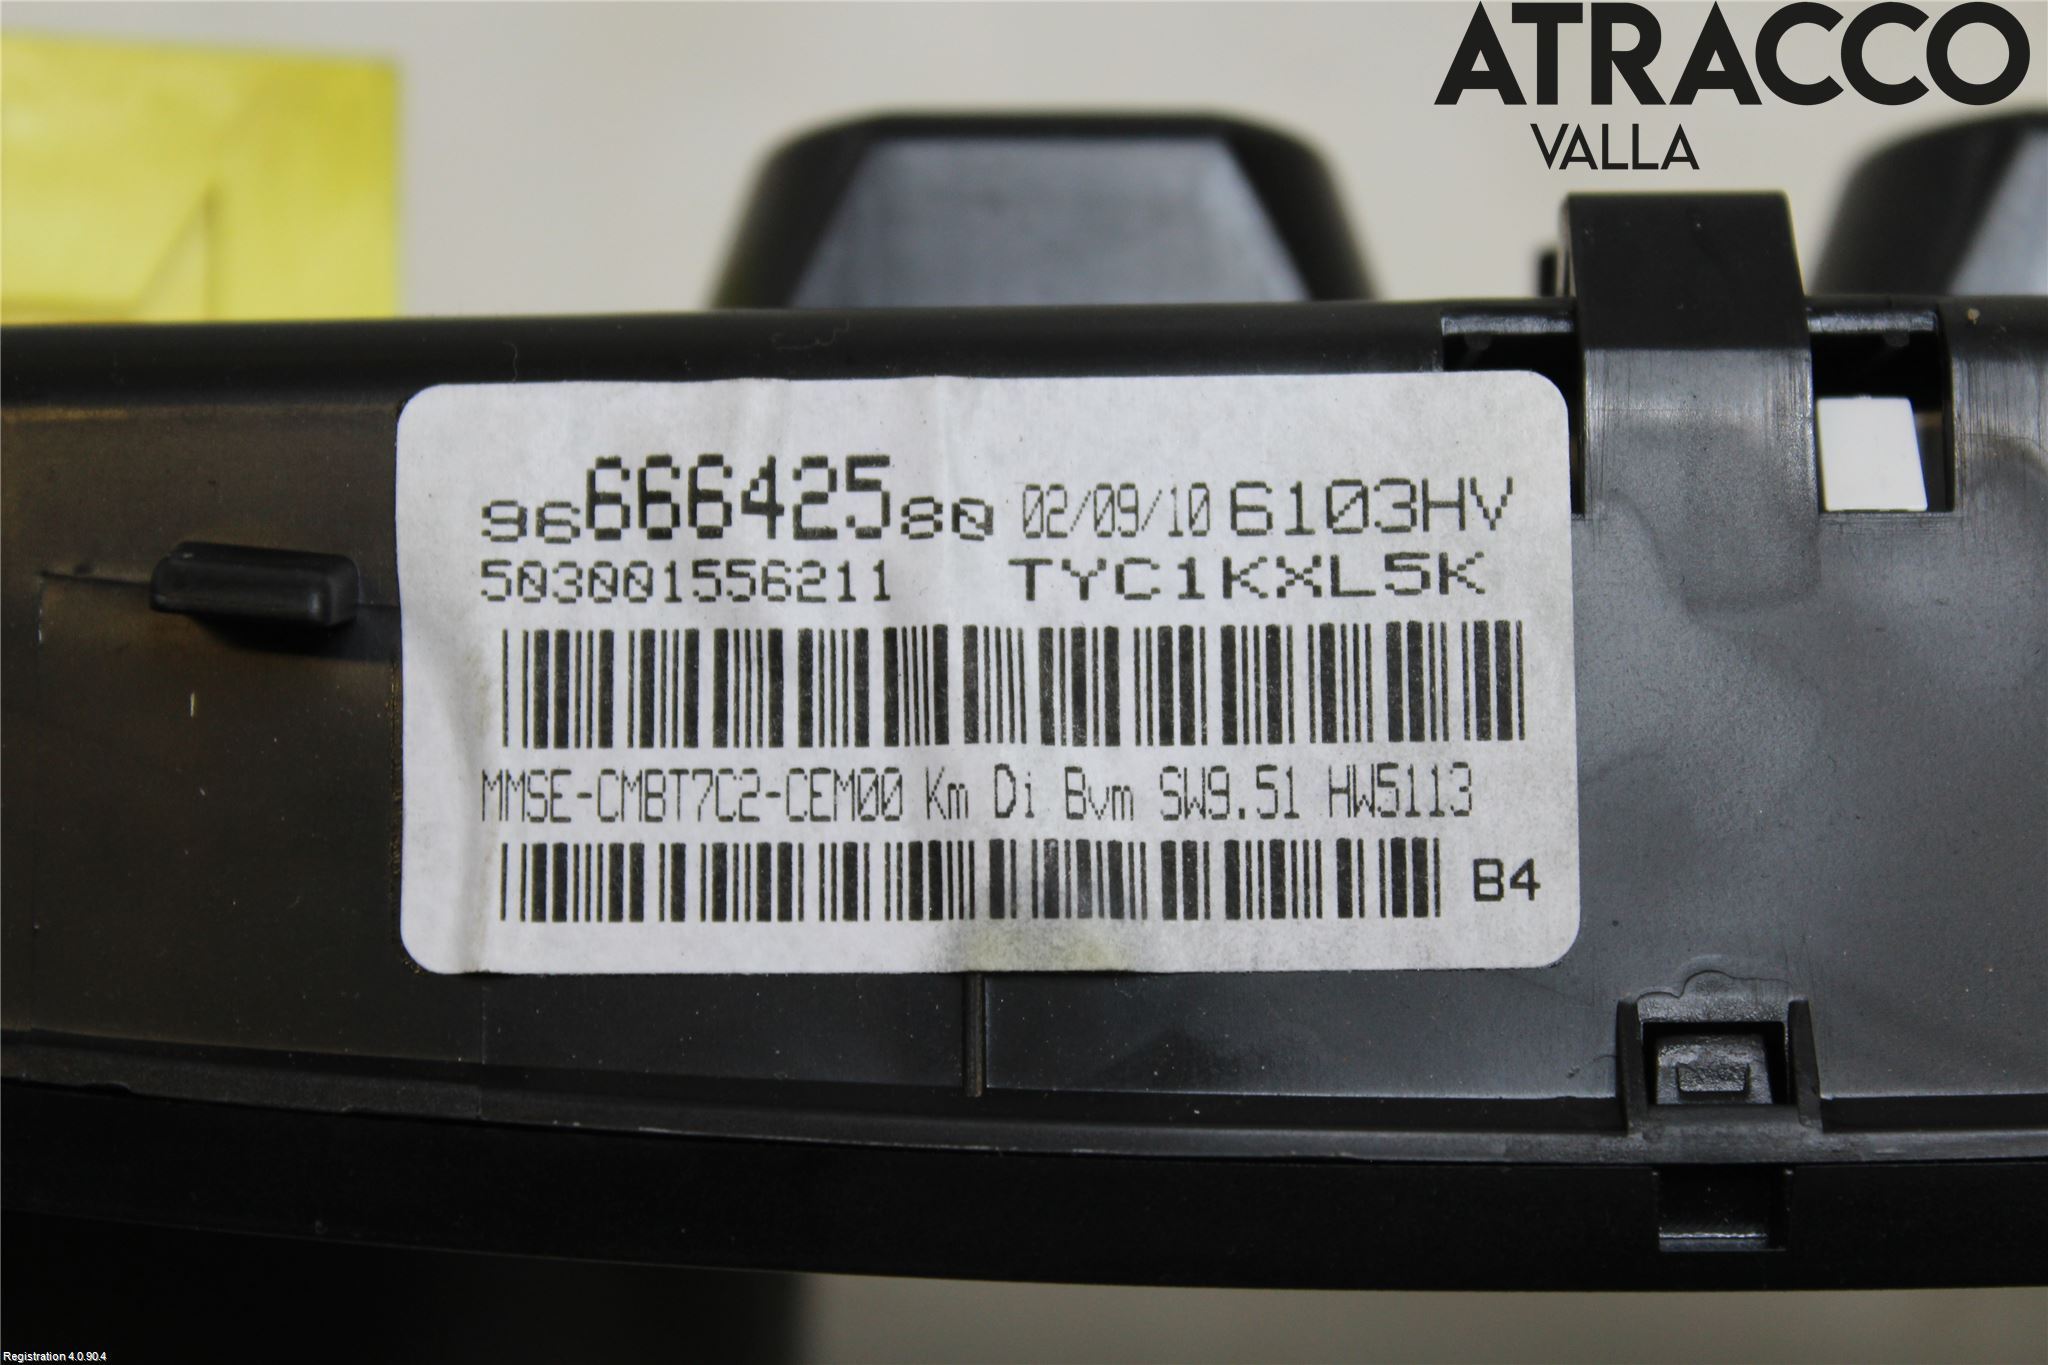 ATRACCO
VALLA
9666642580 02/09/10 6103HV
503001556211 TYC1KXL5K
MMSE-CMBT7C2-CEM00 Km Di Bvm SW9.51 HW5113
B4
Registration 4.0.90.4